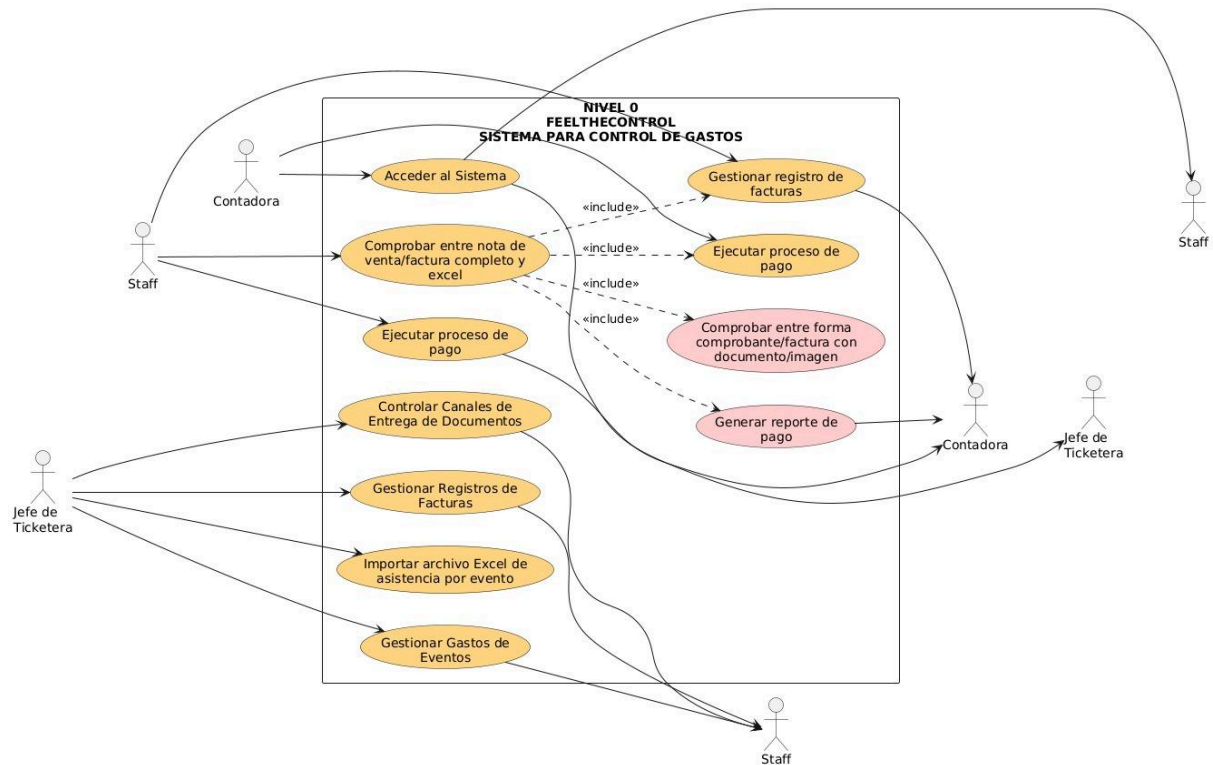 NIVEL 0
FEELTHECONTROL
SISTEMA PARA CONTROL DE GASTOS
Contadora
Acceder al Sistema
Gestionar registro de
facturas
Staff
«include»
Staff
Comprobar entre nota de
venta/factura completo y
excel
«include»
Ejecutar proceso de
pago
«include»
Ejecutar proceso de
pago
«include»
Comprobar entre forma
comprobante/factura con
documento/imagen
Controlar Canales de
Entrega de Documentos
Generar reporte de
pago
Contadora
Jefe de
Ticketera
Jefe de
Ticketera
Gestionar Registros de
Facturas
Importar archivo Excel de
asistencia por evento
Gestionar Gastos de
Eventos
Staff